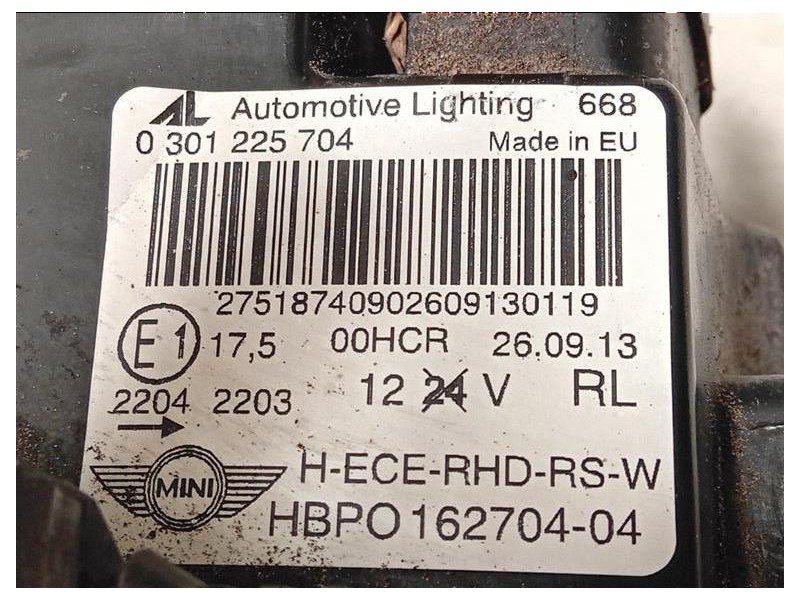 AL Automotive Lighting 668
0 301 225 704 Made in EU
27518740902609130119
E1 17,5 00HCR 26.09.13
2204 2203 12 24 V RL
MINI H-ECE-RHD-RS-W
HBPO 162704-04